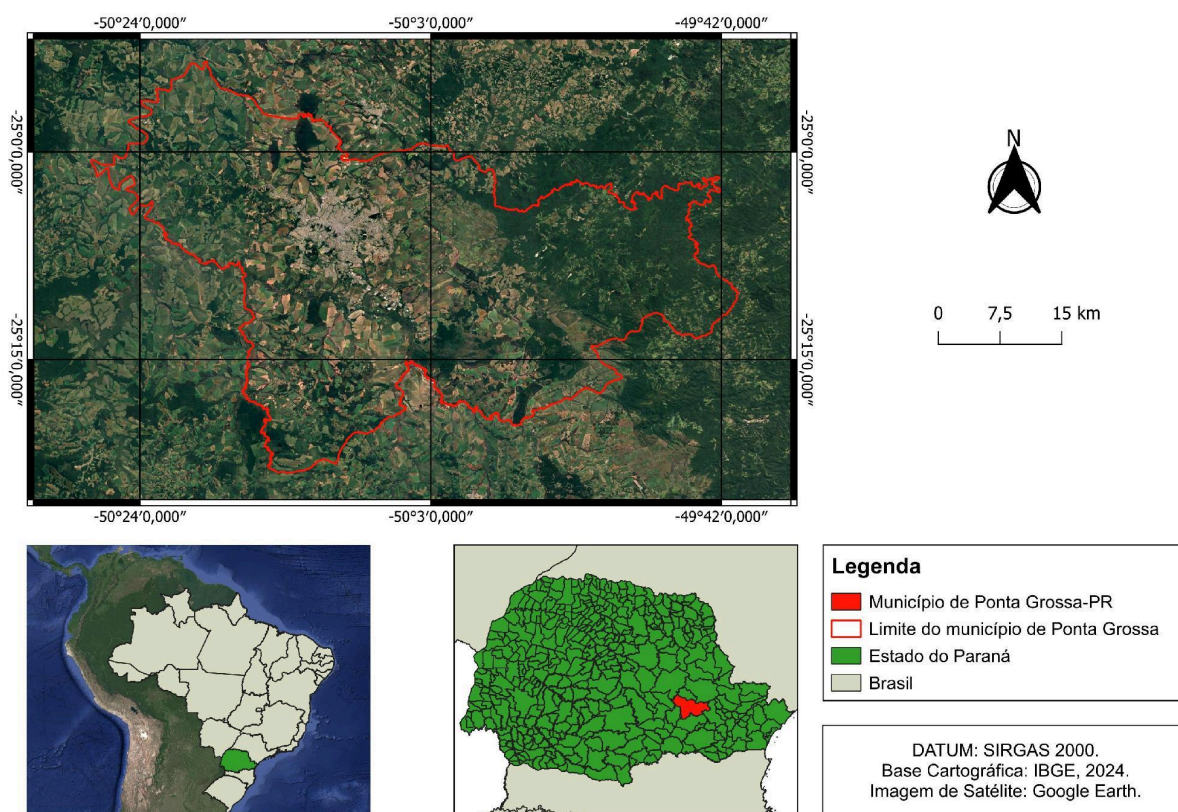 -50°24′0,000″ -50°3′0,000″ -49°42′0,000″
-25°0′0,000″ -25°0′0,000″
-25°15′0,000″ -25°15′0,000″
-50°24′0,000″ -50°3′0,000″ -49°42′0,000″
N
0 7,5 15 km
Legenda
Município de Ponta Grossa-PR
Limite do município de Ponta Grossa
Estado do Paraná
Brasil
DATUM: SIRGAS 2000.
Base Cartográfica: IBGE, 2024.
Imagem de Satélite: Google Earth.